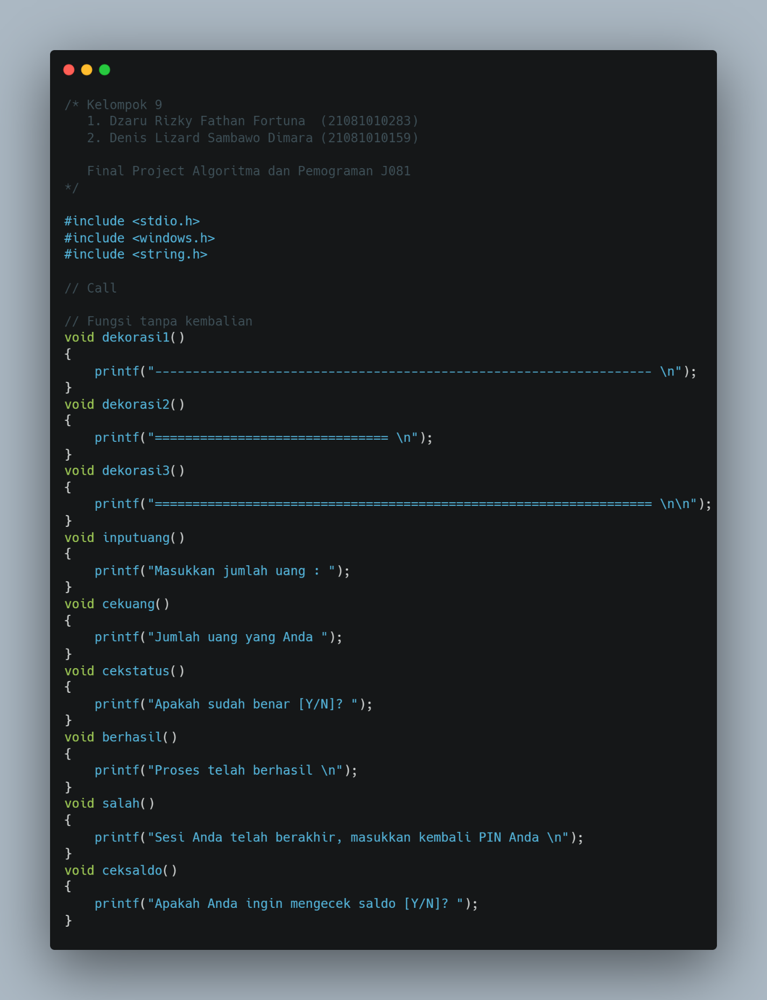 /* Kelompok 9
   1. Dzaru Rizky Fathan Fortuna  (21081010283)
   2. Denis Lizard Sambawo Dimara (21081010159)

   Final Project Algoritma dan Pemograman J081
*/

#include <stdio.h>
#include <windows.h>
#include <string.h>

// Call

// Fungsi tanpa kembalian
void dekorasi1()
{
    printf("------------------------------------------------------------------ \n");
}
void dekorasi2()
{
    printf("=============================== \n");
}
void dekorasi3()
{
    printf("================================================================== \n\n");
}
void inputuang()
{
    printf("Masukkan jumlah uang : ");
}
void cekuang()
{
    printf("Jumlah uang yang Anda ");
}
void cekstatus()
{
    printf("Apakah sudah benar [Y/N]? ");
}
void berhasil()
{
    printf("Proses telah berhasil \n");
}
void salah()
{
    printf("Sesi Anda telah berakhir, masukkan kembali PIN Anda \n");
}
void ceksaldo()
{
    printf("Apakah Anda ingin mengecek saldo [Y/N]? ");
}